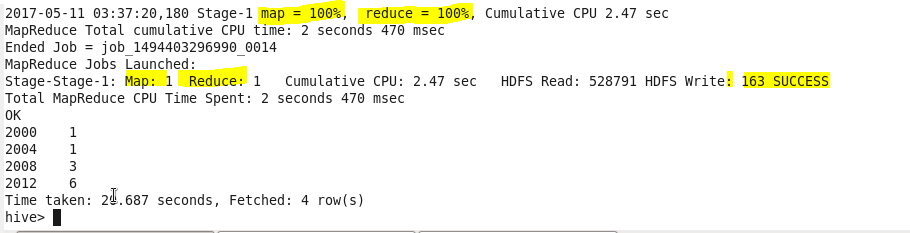 2017-05-11 03:37:20,180 Stage-1 map = 100%, reduce = 100%, Cumulative CPU 2.47 sec
MapReduce Total cumulative CPU time: 2 seconds 470 msec
Ended Job = job_1494403296990_0014
MapReduce Jobs Launched:
Stage-Stage-1: Map: 1 Reduce: 1 Cumulative CPU: 2.47 sec HDFS Read: 528791 HDFS Write: 163 SUCCESS
Total MapReduce CPU Time Spent: 2 seconds 470 msec
OK
2000 1
2004 1
2008 3
2012 6
Time taken: seconds, Fetched: 4 row(s)
hive>